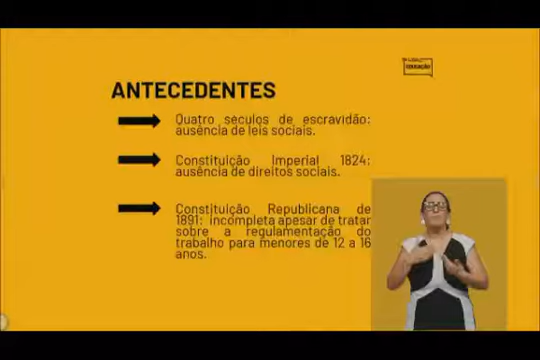 EDUCAÇÃO
ANTECEDENTES
Quatro séculos de escravidão:
ausência de leis sociais.
Constituição Imperial 1824:
ausência de direitos sociais.
Constituição Republicana de
1891: incompleta apesar de tratar
sobre a regulamentação do
trabalho para menores de 12 a 16
anos.